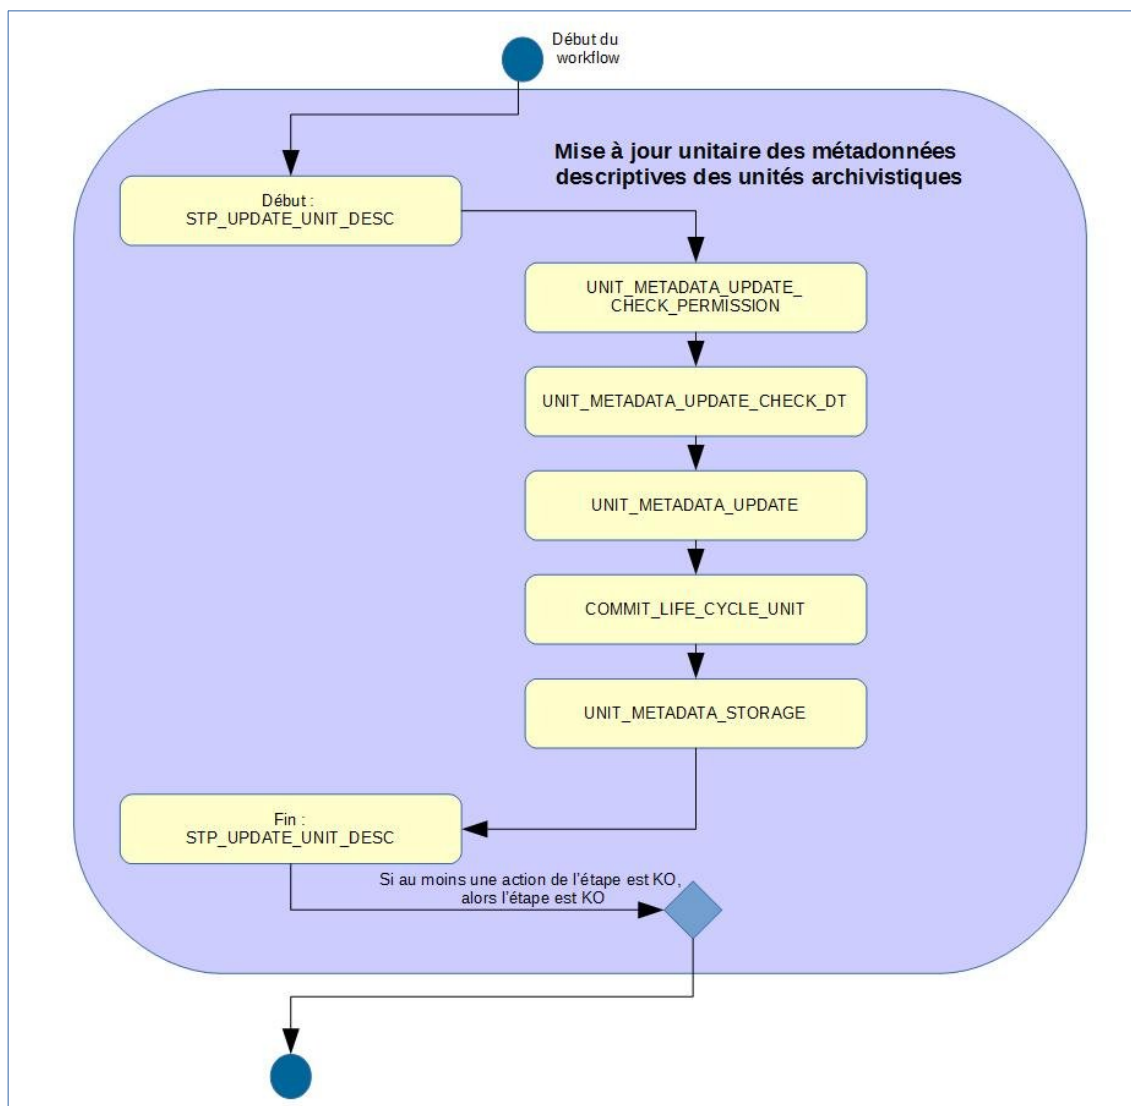 Début du
workflow
Mise à jour unitaire des métadonnées
descriptives des unités archivistiques
Début :
STP_UPDATE_UNIT_DESC
UNIT_METADATA_UPDATE_
CHECK_PERMISSION
UNIT_METADATA_UPDATE_CHECK_DT
UNIT_METADATA_UPDATE
COMMIT_LIFE_CYCLE_UNIT
UNIT_METADATA_STORAGE
Fin :
STP_UPDATE_UNIT_DESC
Si au moins une action de l'étape est KO,
alors l'étape est KO